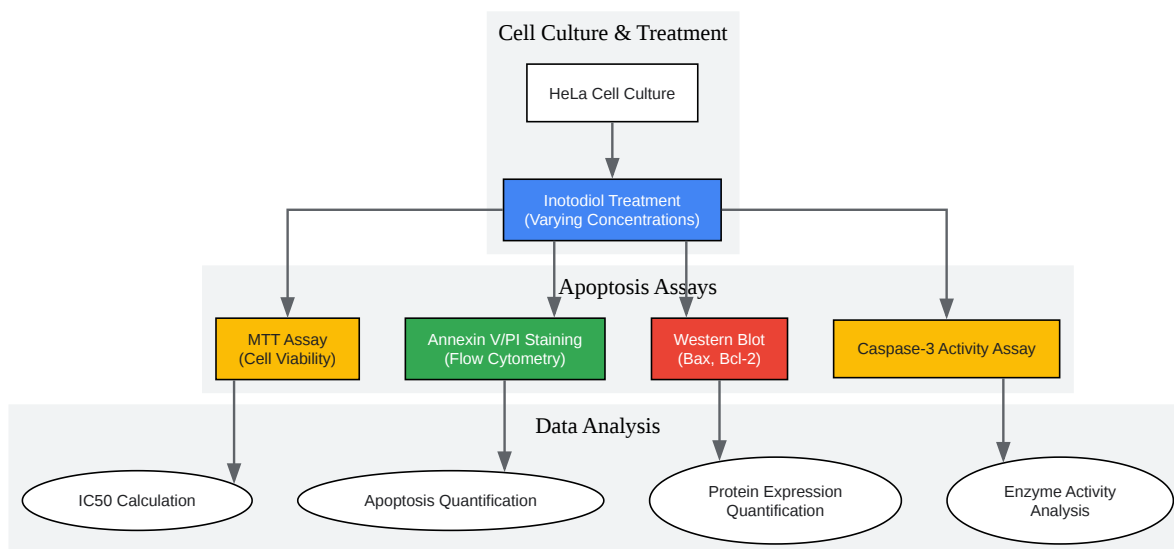 Cell Culture & Treatment
HeLa Cell Culture
Inotodiol Treatment
(Varying Concentrations)
Apoptosis Assays
MTT Assay
(Cell Viability)
Annexin V/PI Staining
(Flow Cytometry)
Western Blot
(Bax, Bcl-2)
Caspase-3 Activity Assay
Data Analysis
IC50 Calculation
Apoptosis Quantification
Protein Expression
Quantification
Enzyme Activity
Analysis